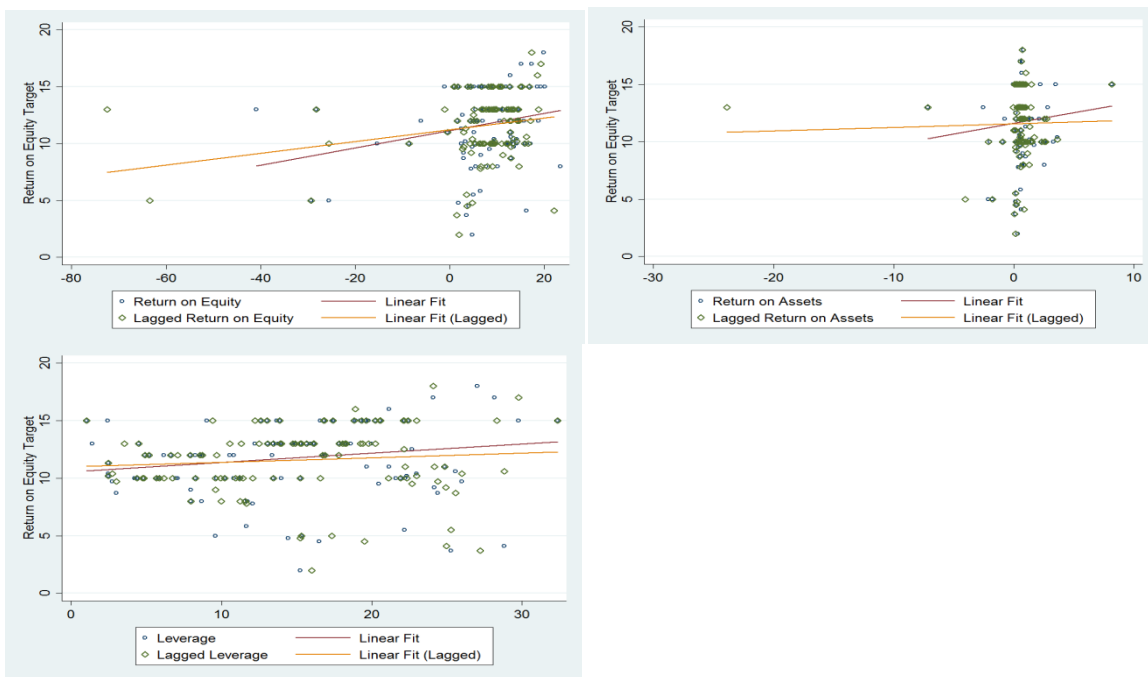 Return on Equity Target
20
15
10
5
0
-80
-60
-40
-20
0
20
Return on Equity
Linear Fit
Lagged Return on Equity
Linear Fit (Lagged)
Return on Equity Target
20
15
10
5
0
-30
-20
-10
0
10
Return on Assets
Linear Fit
Lagged Return on Assets
Linear Fit (Lagged)
Return on Equity Target
20
15
10
5
0
0
10
20
30
Leverage
Linear Fit
Lagged Leverage
Linear Fit (Lagged)